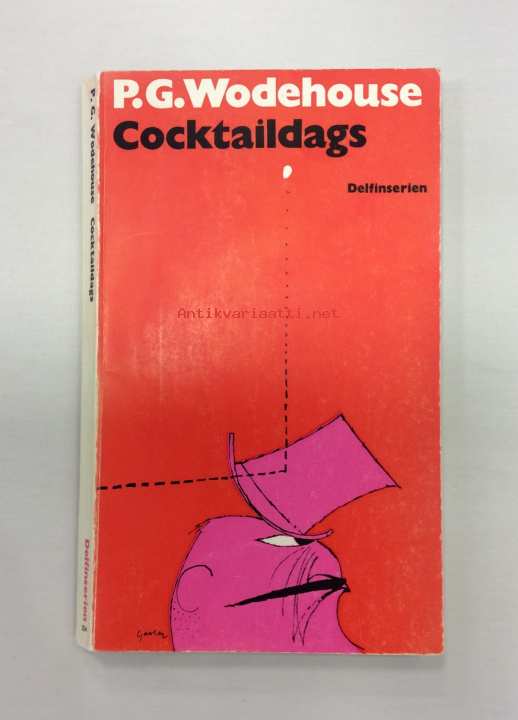 P.G.Wodehouse
Cocktaildags
Delfinserien
Antikvariaatti.net
P. G. Wodehouse Cocktaildags
Delfinserien